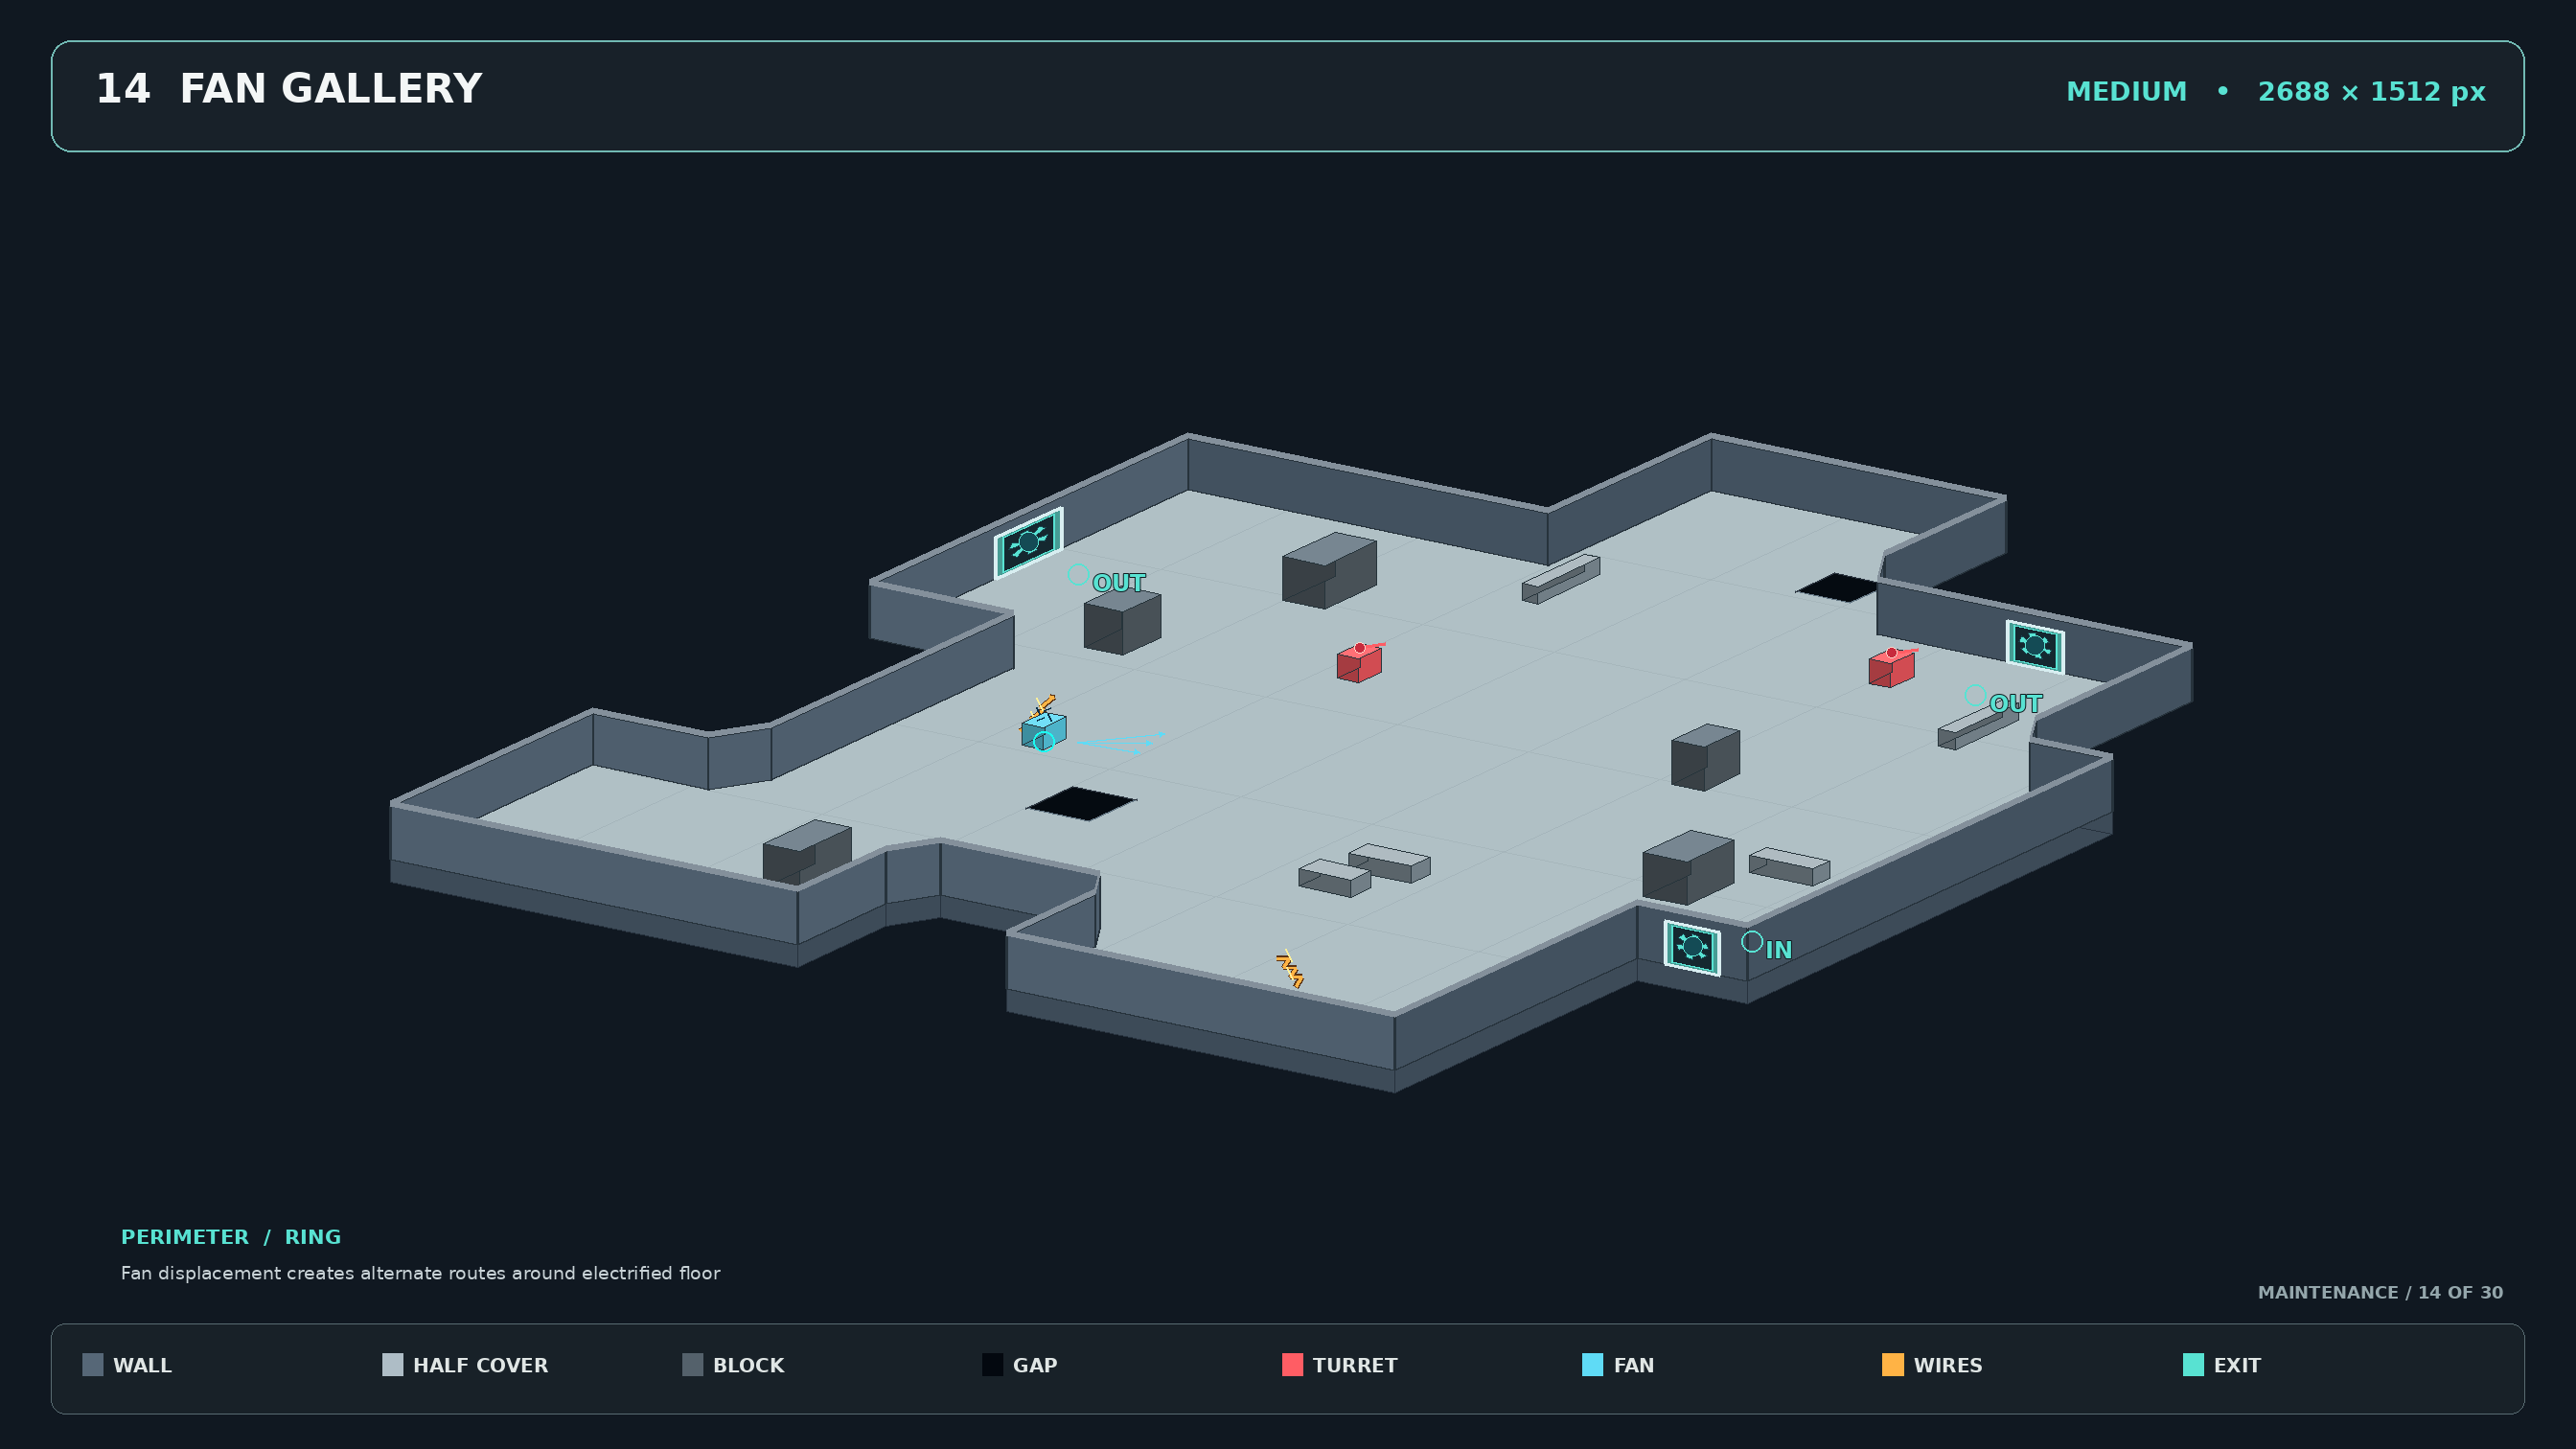 14 FAN GALLERY
MEDIUM • 2688 × 1512 px
OUT
OUT
IN
PERIMETER / RING
Fan displacement creates alternate routes around electrified floor
MAINTENANCE / 14 OF 30
WALL
HALF COVER
BLOCK
GAP
TURRET
FAN
WIRES
EXIT